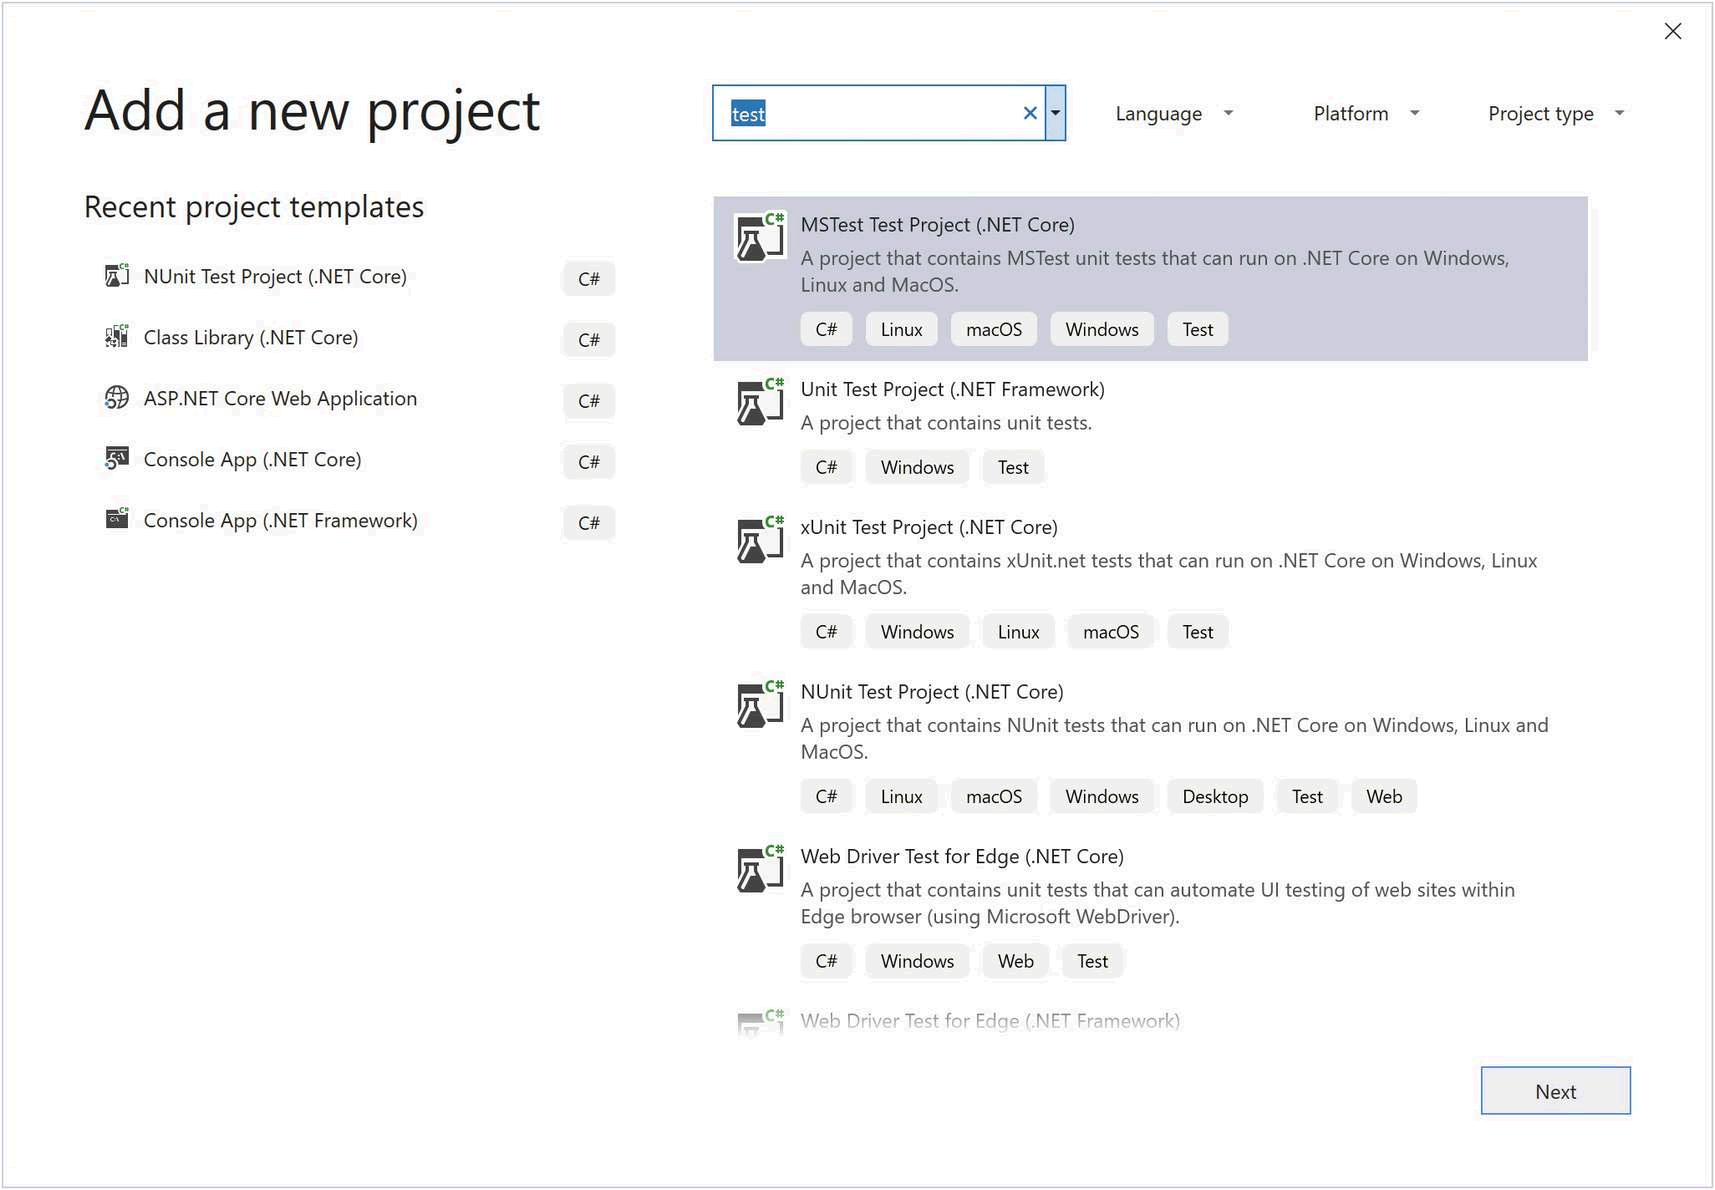 Add a new project
test
Language
Platform
Project type
Recent project templates
NUnit Test Project (.NET Core)
C#
Class Library (.NET Core)
C#
ASP.NET Core Web Application
C#
Console App (.NET Core)
C#
Console App (.NET Framework)
C#
MSTest Test Project (.NET Core)
A project that contains MSTest unit tests that can run on .NET Core on Windows,
Linux and MacOS.
C# Linux macOS Windows Test
Unit Test Project (.NET Framework)
A project that contains unit tests.
C# Windows Test
xUnit Test Project (.NET Core)
A project that contains xUnit.net tests that can run on .NET Core on Windows, Linux
and MacOS.
C# Windows Linux macOS Test
NUnit Test Project (.NET Core)
A project that contains NUnit tests that can run on .NET Core on Windows, Linux and
MacOS.
C# Linux macOS Windows Desktop Test Web
Web Driver Test for Edge (.NET Core)
A project that contains unit tests that can automate UI testing of web sites within
Edge browser (using Microsoft WebDriver).
C# Windows Web Test
Web Driver Test for Edge (.NET Framework)
Next